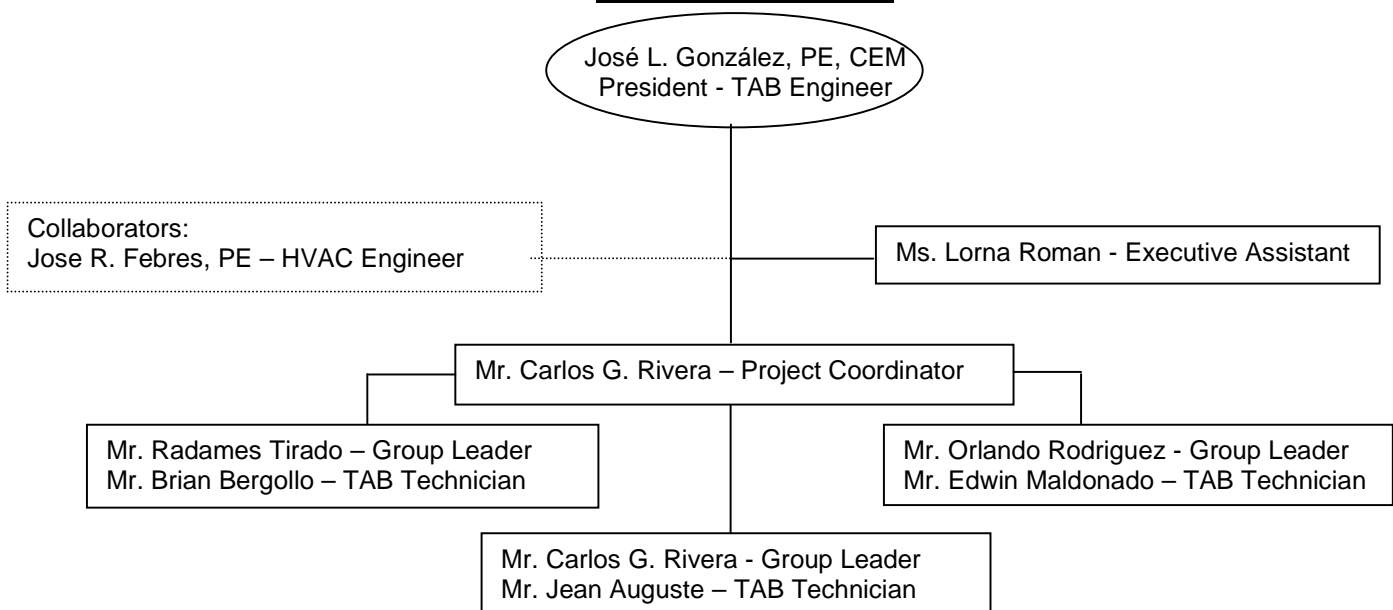 José L. González, PE, CEM
President - TAB Engineer
Collaborators:
Jose R. Febres, PE – HVAC Engineer
Ms. Lorna Roman - Executive Assistant
Mr. Carlos G. Rivera – Project Coordinator
Mr. Radames Tirado – Group Leader
Mr. Brian Bergollo – TAB Technician
Mr. Orlando Rodriguez - Group Leader
Mr. Edwin Maldonado – TAB Technician
Mr. Carlos G. Rivera - Group Leader
Mr. Jean Auguste – TAB Technician